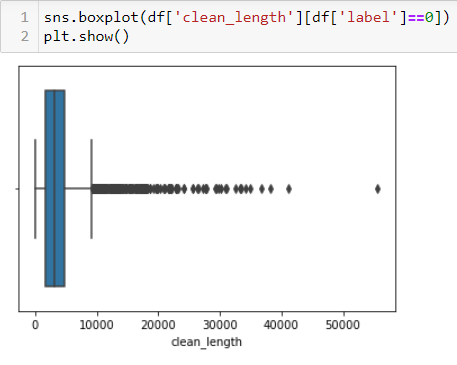 1 sns.boxplot(df['clean_length'][df['label']==0])
2 plt.show()
0 10000 20000 30000 40000 50000
clean_length